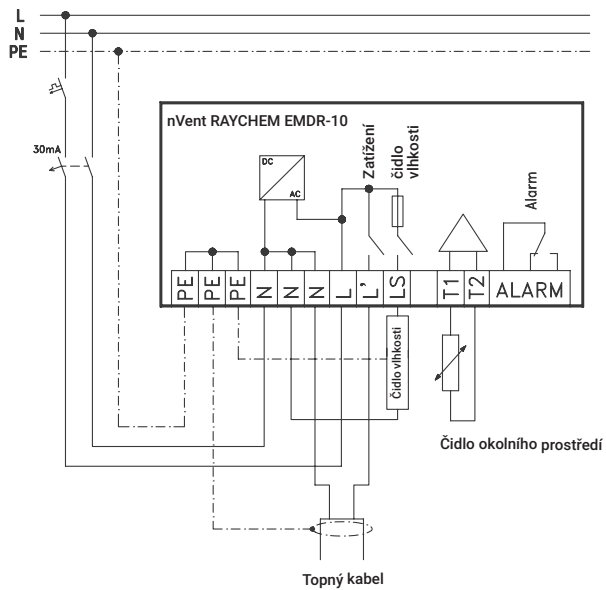 L
N
PE
30mA
nVent RAYCHEM EMDR-10
DC
AC
Zatížení
čidlo
vlhkosti
Alarm
PE
PE
PE
N
N
N
L
L'
LS
T1
T2
ALARM
Čidlo vlhkosti
Čidlo okolního prostředí
Topný kabel